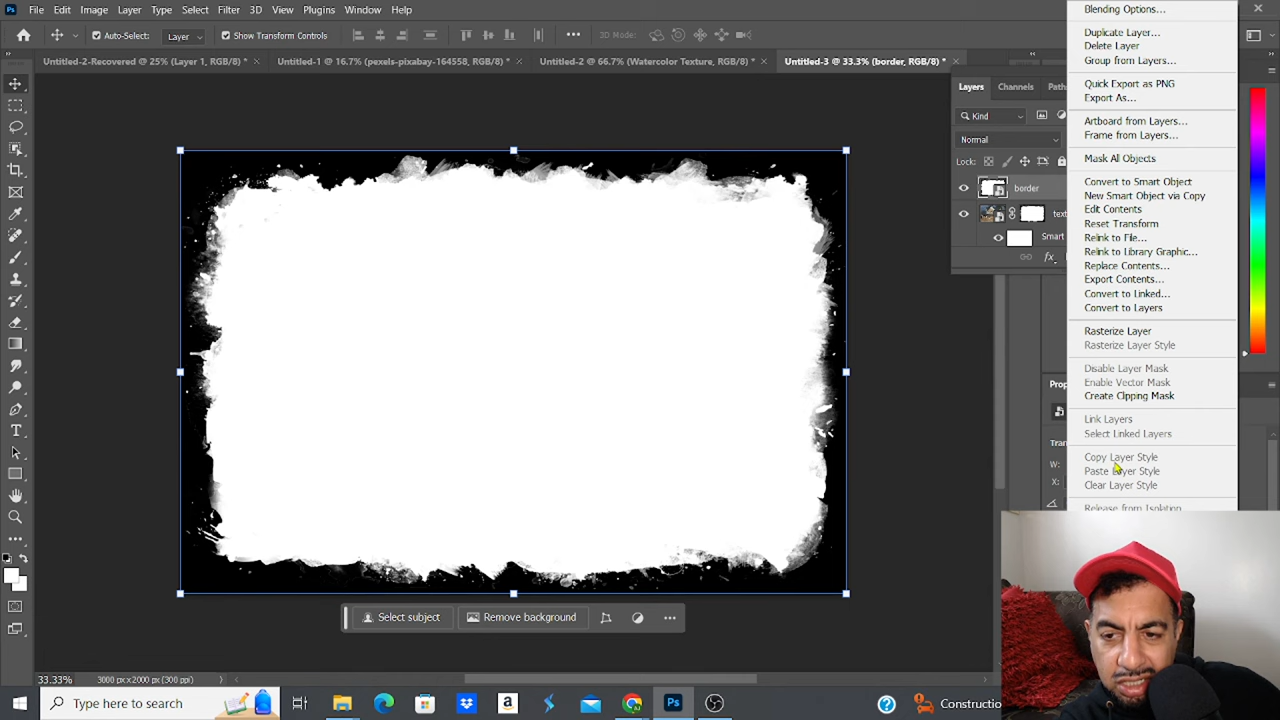 Ps File Edit Image Layer Type Select Filter 3D View Plugins Window Help
Auto-Select: Layer Show Transform Controls 3D Mode:
Untitled-2-Recovered @ 25% (Layer 1, RGB/8) * Untitled-1 @ 16.7% (pexels-pixabay-164558, RGB/8) * Untitled-2 @ 66.7% (Watercolor Texture, RGB/8) * Untitled-3 @ 33.3% (border, RGB/8) *
Layers Channels Path
Kind
Normal
Lock:
border
text
Smart
fx
Blending Options...
Duplicate Layer...
Delete Layer
Group from Layers...
Quick Export as PNG
Export As...
Artboard from Layers...
Frame from Layers...
Mask All Objects
Convert to Smart Object
New Smart Object via Copy
Edit Contents
Reset Transform
Relink to File...
Relink to Library Graphic...
Replace Contents...
Export Contents...
Convert to Linked...
Convert to Layers
Rasterize Layer
Rasterize Layer Style
Disable Layer Mask
Enable Vector Mask
Create Clipping Mask
Link Layers
Select Linked Layers
Copy Layer Style
Paste Layer Style
Clear Layer Style
Release from Isolation
Prope
Tran
W:
X:
Select subject Remove background
33.33% 3000 px x 2000 px (300 ppi)
Type here to search
Ps
Constructio